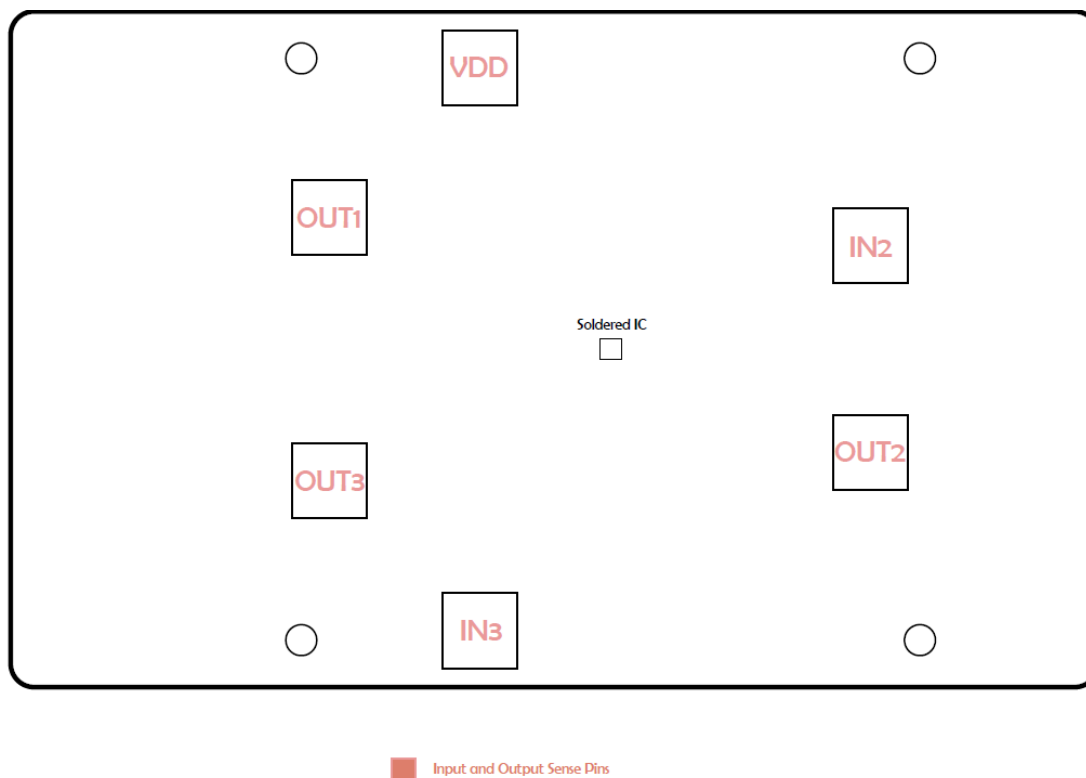 VDD
OUT1
IN2
Soldered IC
OUT2
OUT3
IN3
Input and Output Sense Pins